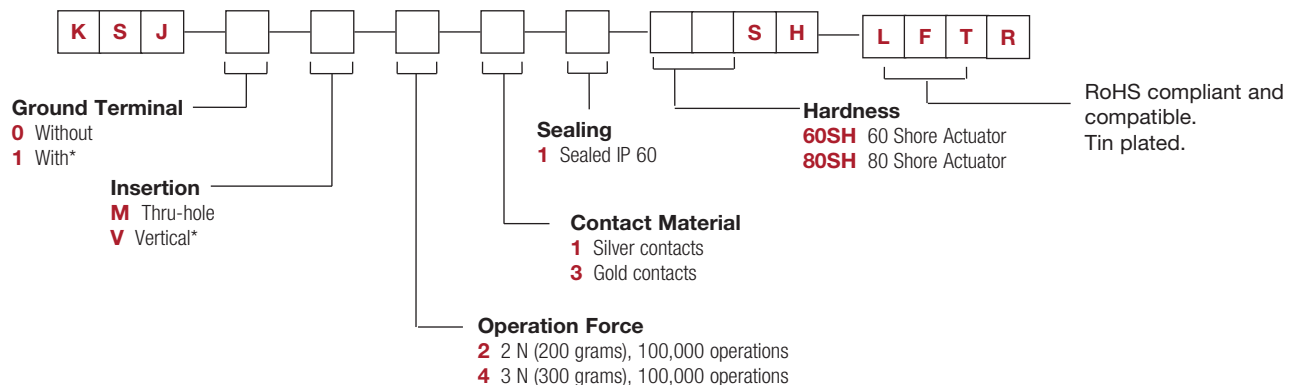 K S J S H L F T R
Ground Terminal
0 Without
1 With*
Insertion
M Thru-hole
V Vertical*
Operation Force
2 2 N (200 grams), 100,000 operations
4 3 N (300 grams), 100,000 operations
Contact Material
1 Silver contacts
3 Gold contacts
Sealing
1 Sealed IP 60
Hardness
60SH 60 Shore Actuator
80SH 80 Shore Actuator
RoHS compliant and
compatible.
Tin plated.